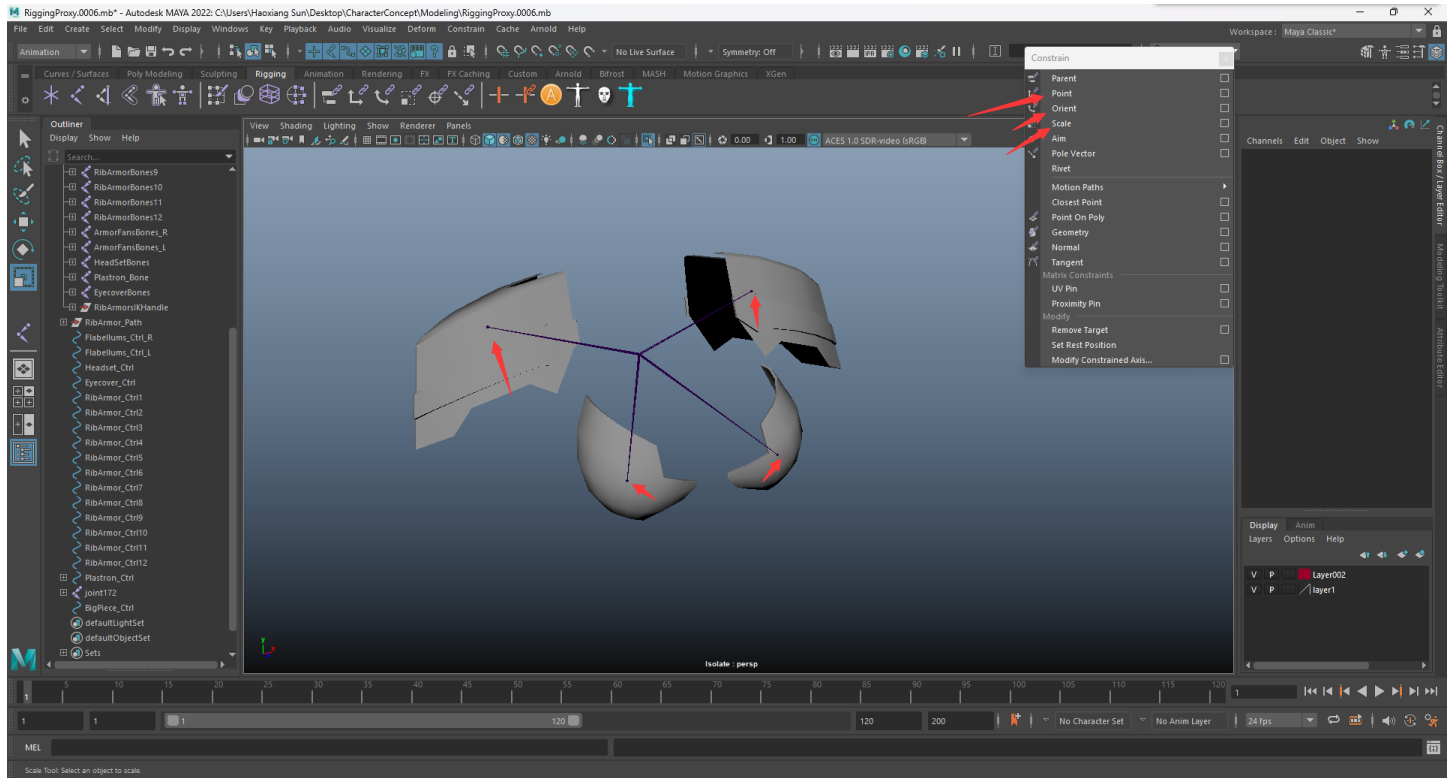 RiggingProxy.0006.mb* - Autodesk MAYA 2022: C:\Users\Haoxiang Sun\Desktop\CharacterConcept\Modeling\RiggingProxy.0006.mb
File Edit Create Select Modify Display Windows Key Playback Audio Visualize Deform Constrain Cache Arnold Help
Workspace: Maya Classic*
Animation
No Live Surface
Symmetry: Off
Curves / Surfaces Poly Modeling Sculpting Rigging Animation Rendering FX FX Caching Custom Arnold Bifrost MASH Motion Graphics XGen
Outliner
Display Show Help
Search...
RibArmorBones9
RibArmorBones10
RibArmorBones11
RibArmorBones12
ArmorFansBones_R
ArmorFansBones_L
HeadSetBones
Plastron_Bone
EyecoverBones
RibArmorsIKHandle
RibArmor_Path
Flabellums_Ctrl_R
Flabellums_Ctrl_L
Headset_Ctrl
Eyecover_Ctrl
RibArmor_Ctrl1
RibArmor_Ctrl2
RibArmor_Ctrl3
RibArmor_Ctrl4
RibArmor_Ctrl5
RibArmor_Ctrl6
RibArmor_Ctrl7
RibArmor_Ctrl8
RibArmor_Ctrl9
RibArmor_Ctrl10
RibArmor_Ctrl11
RibArmor_Ctrl12
Plastron_Ctrl
joint172
BigPiece_Ctrl
defaultLightSet
defaultObjectSet
Sets
View Shading Lighting Show Renderer Panels
0.00 1.00 ACES 1.0 SDR-video (sRGB)
y
x
Isolate : persp
Constrain
Parent
Point
Orient
Scale
Aim
Pole Vector
Rivet
Motion Paths
Closest Point
Point On Poly
Geometry
Normal
Tangent
Matrix Constraints
UV Pin
Proximity Pin
Modify
Remove Target
Set Rest Position
Modify Constrained Axis...
Channels Edit Object Show
Channel Box / Layer Editor
Modeling Toolkit
Attribute Editor
Display Anim
Layers Options Help
V P Layer002
V P layer1
1 5 10 15 20 25 30 35 40 45 50 55 60 65 70 75 80 85 90 95 100 105 110 115 120
1
1 1 1 120 120 200 No Character Set No Anim Layer 24 fps
MEL
Scale Tool: Select an object to scale.